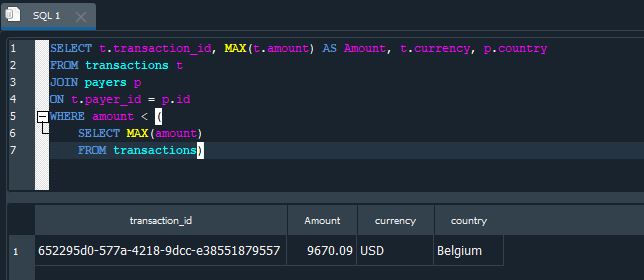 SQL 1
1 SELECT t.transaction_id, MAX(t.amount) AS Amount, t.currency, p.country
2 FROM transactions t
3 JOIN payers p
4 ON t.payer_id = p.id
5 WHERE amount < (
6 SELECT MAX(amount)
7 FROM transactions)
transaction_id Amount currency country
1 652295d0-577a-4218-9dcc-e38551879557 9670.09 USD Belgium